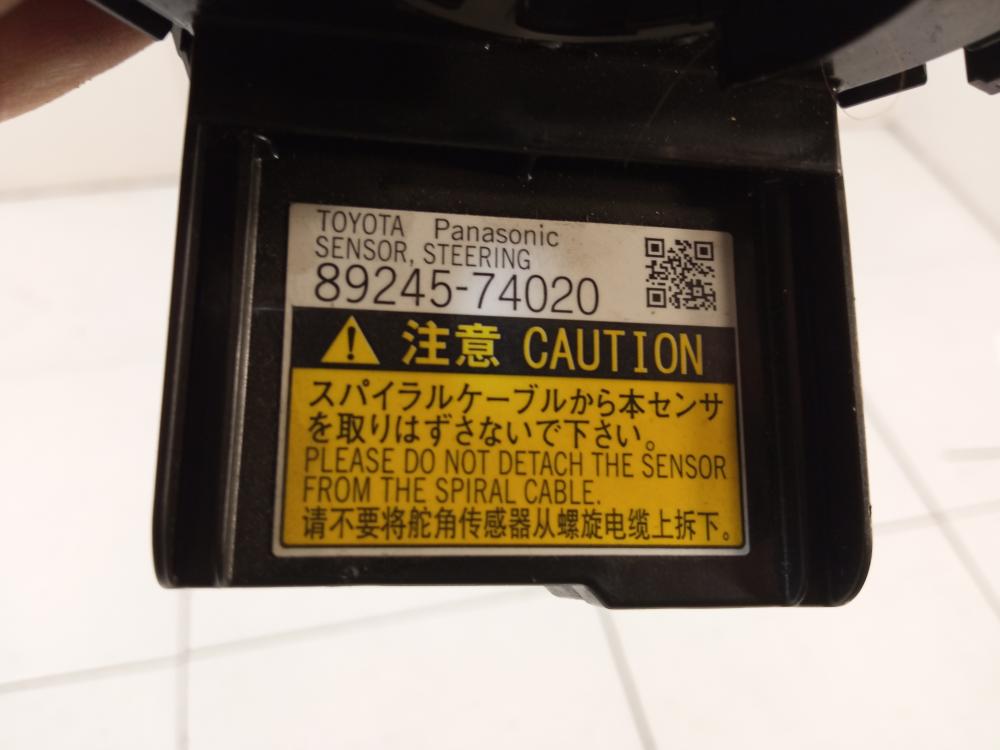 TOYOTA Panasonic
SENSOR, STEERING
89245-74020
注意 CAUTION
スパイラルケーブルから本センサ
を取りはずさないで下さい。
PLEASE DO NOT DETACH THE SENSOR
FROM THE SPIRAL CABLE.
请不要将舵角传感器从螺旋电缆上拆下。